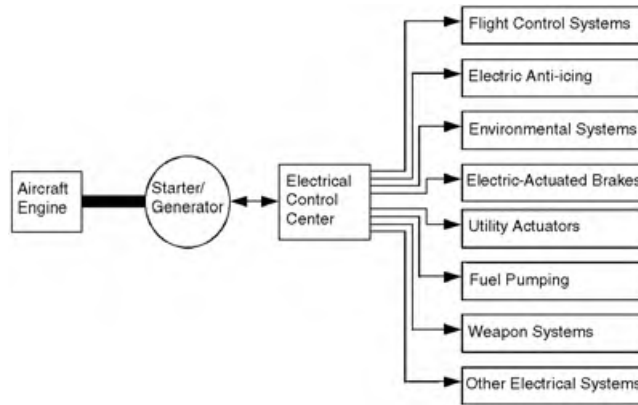 Aircraft
Engine
Starter/
Generator
Electrical
Control
Center
Flight Control Systems
Electric Anti-icing
Environmental Systems
Electric-Actuated Brakes
Utility Actuators
Fuel Pumping
Weapon Systems
Other Electrical Systems